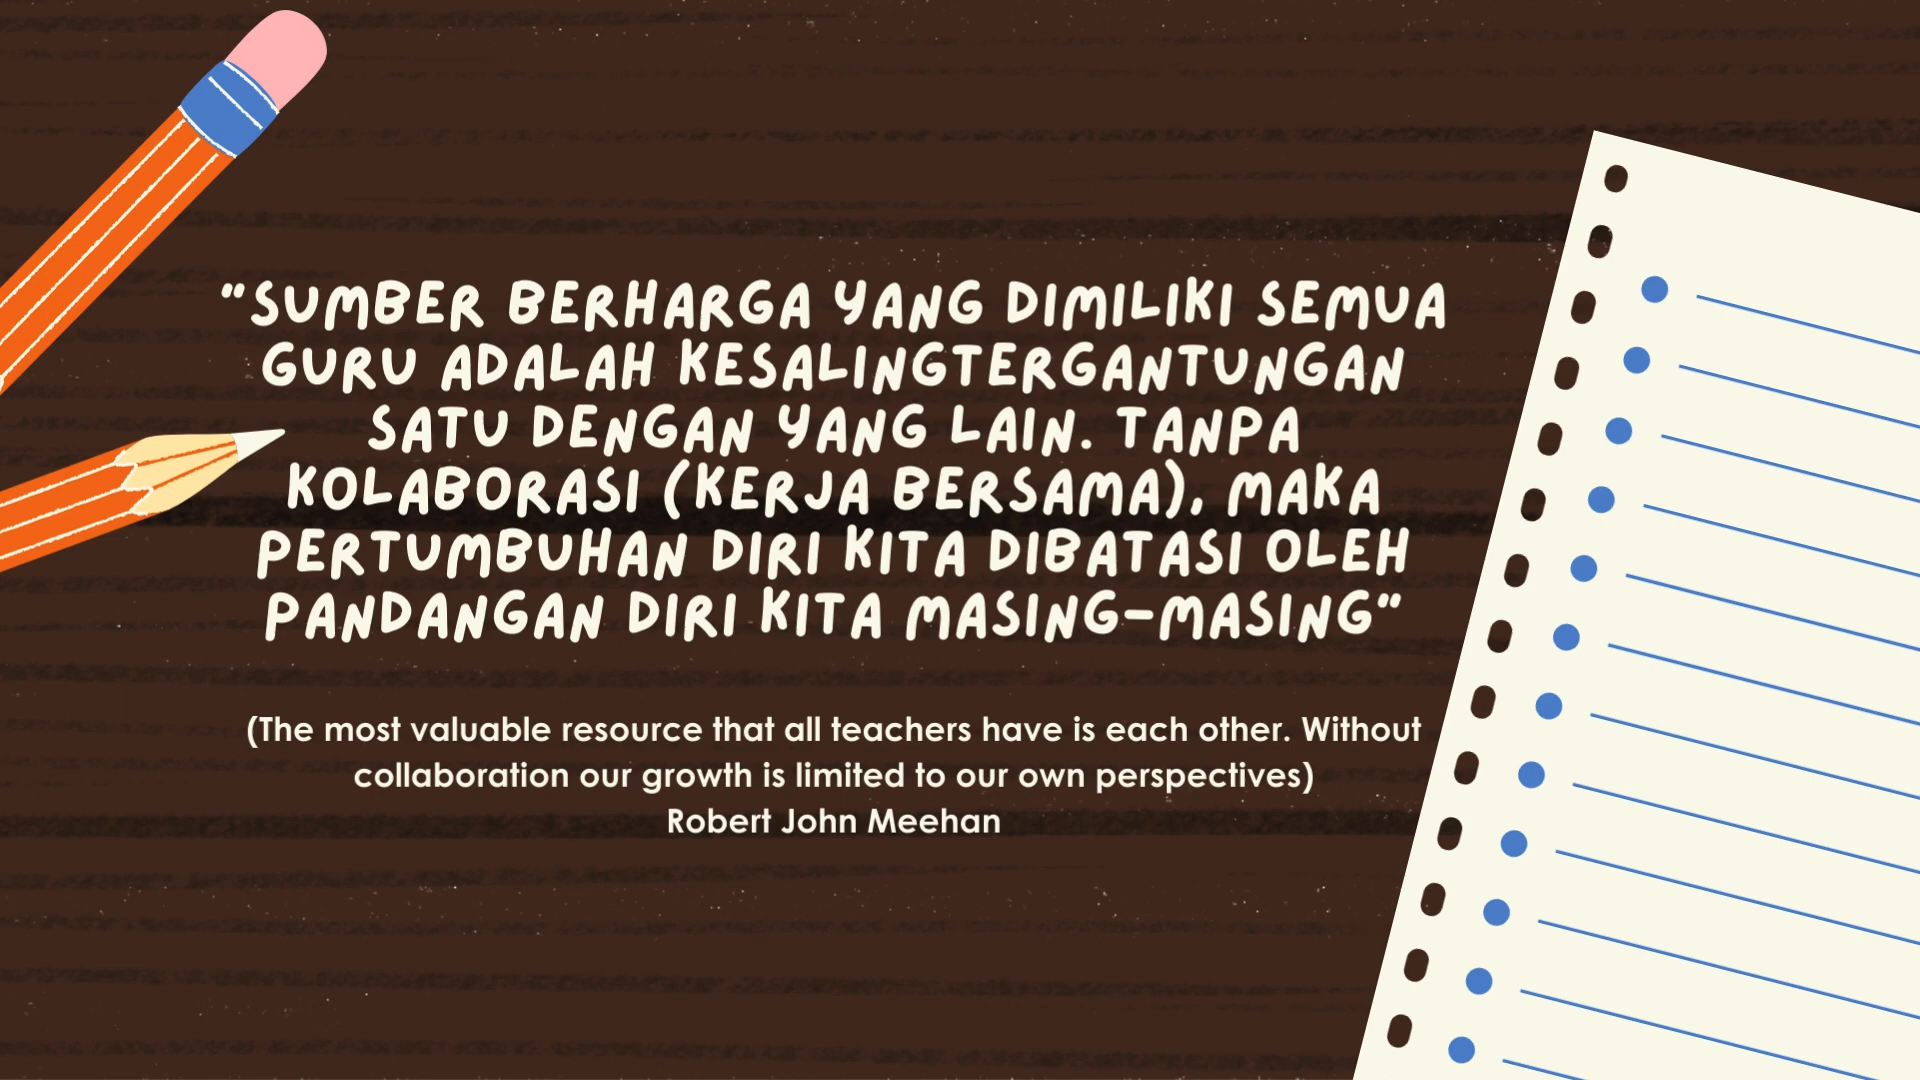 "SUMBER BERHARGA YANG DIMILIKI SEMUA
GURU ADALAH KESALINGTERGANTUNGAN
SATU DENGAN YANG LAIN. TANPA
KOLABORASI (KERJA BERSAMA), MAKA
PERTUMBUHAN DIRI KITA DIBATASI OLEH
PANDANGAN DIRI KITA MASING-MASING"
(The most valuable resource that all teachers have is each other. Without
collaboration our growth is limited to our own perspectives)
Robert John Meehan